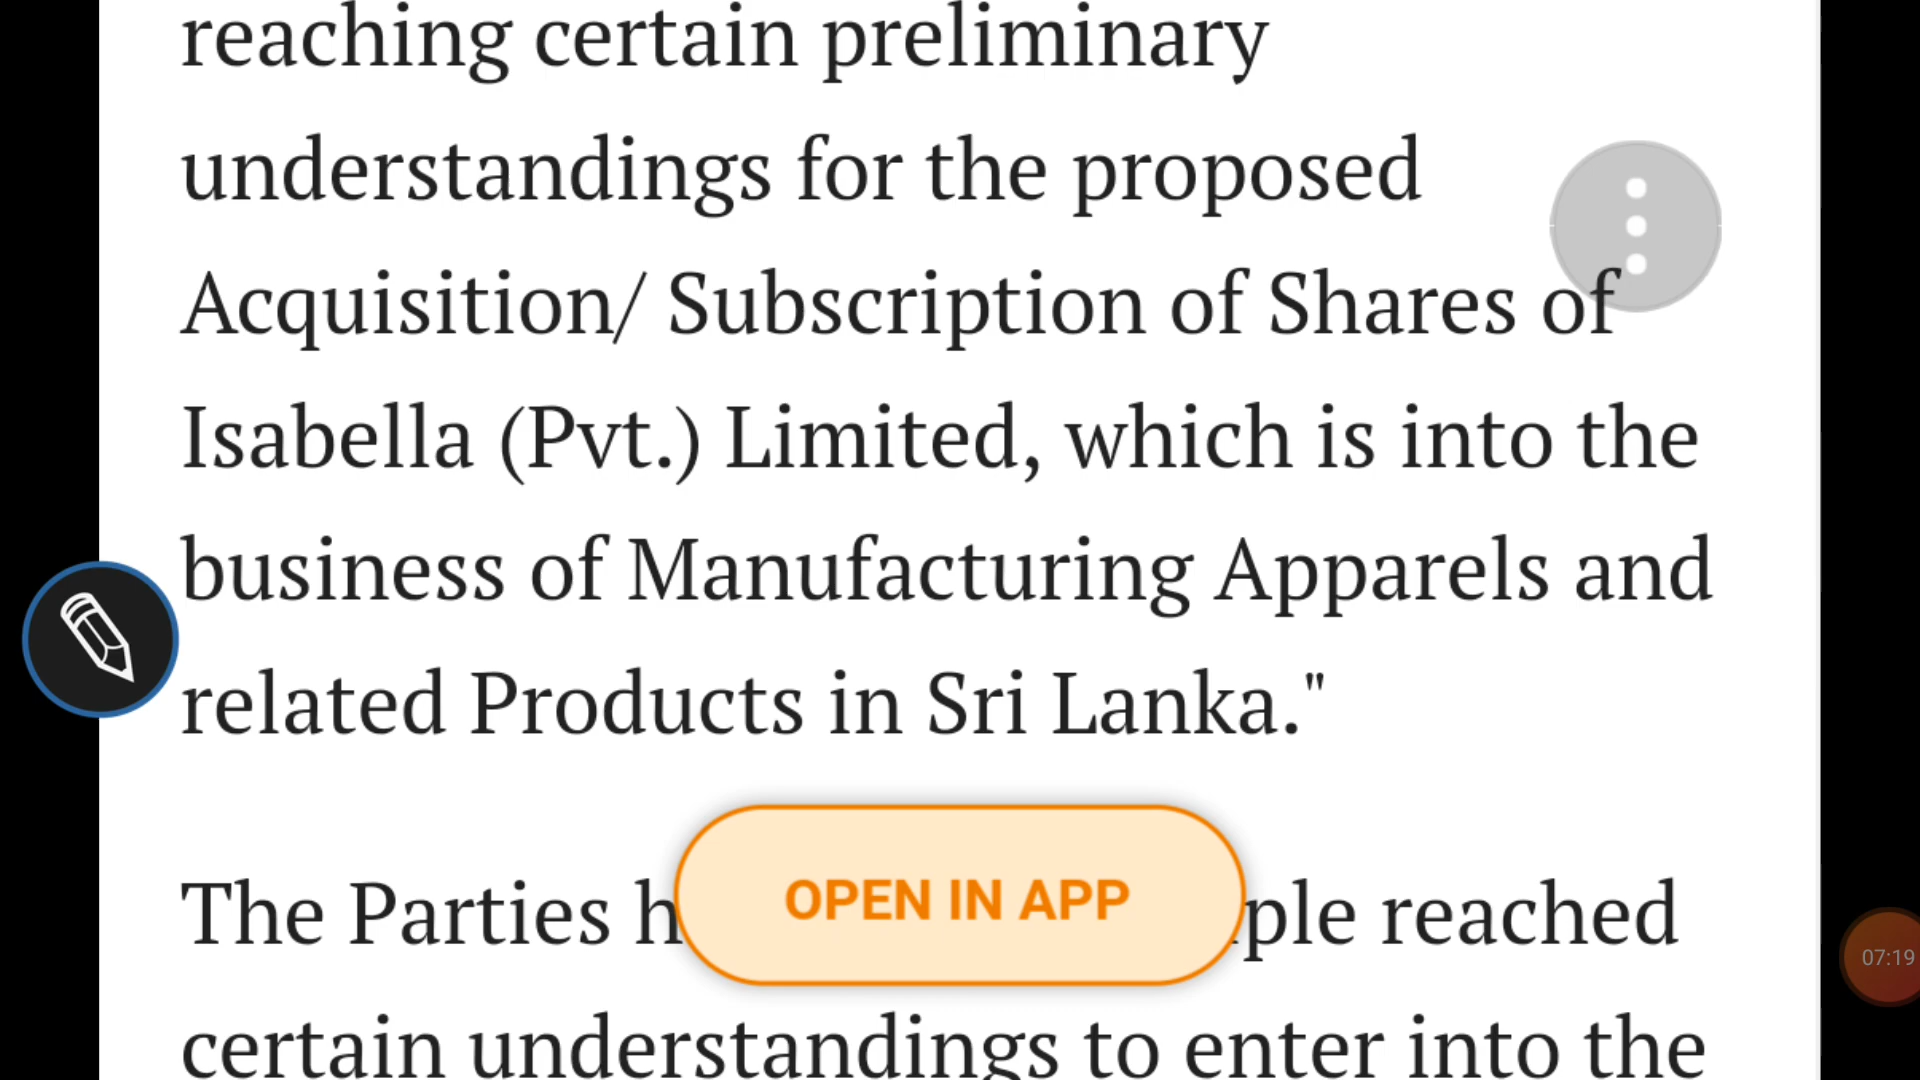 reaching certain preliminary
understandings for the proposed
Acquisition/ Subscription of Shares of
Isabella (Pvt.) Limited, which is into the
business of Manufacturing Apparels and
related Products in Sri Lanka."
The Parties reached
OPEN IN APP
07:19
certain understandings to enter into the